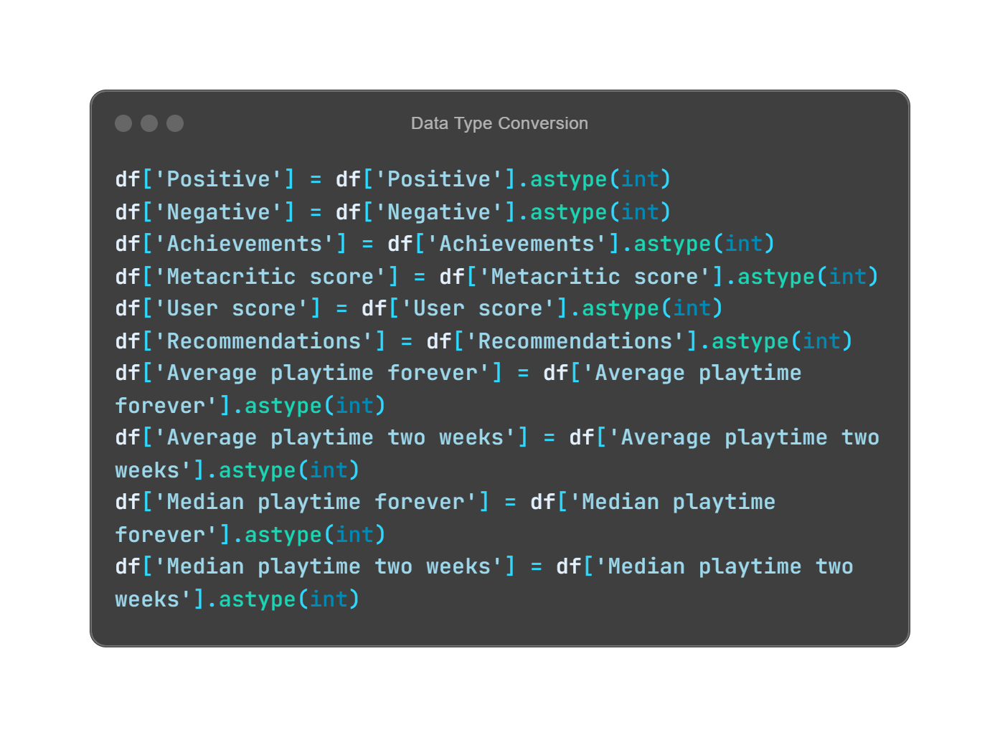 Data Type Conversion
df['Positive'] = df['Positive'].astype(int)
df['Negative'] = df['Negative'].astype(int)
df['Achievements'] = df['Achievements'].astype(int)
df['Metacritic score'] = df['Metacritic score'].astype(int)
df['User score'] = df['User score'].astype(int)
df['Recommendations'] = df['Recommendations'].astype(int)
df['Average playtime forever'] = df['Average playtime
forever'].astype(int)
df['Average playtime two weeks'] = df['Average playtime two
weeks'].astype(int)
df['Median playtime forever'] = df['Median playtime
forever'].astype(int)
df['Median playtime two weeks'] = df['Median playtime two
weeks'].astype(int)